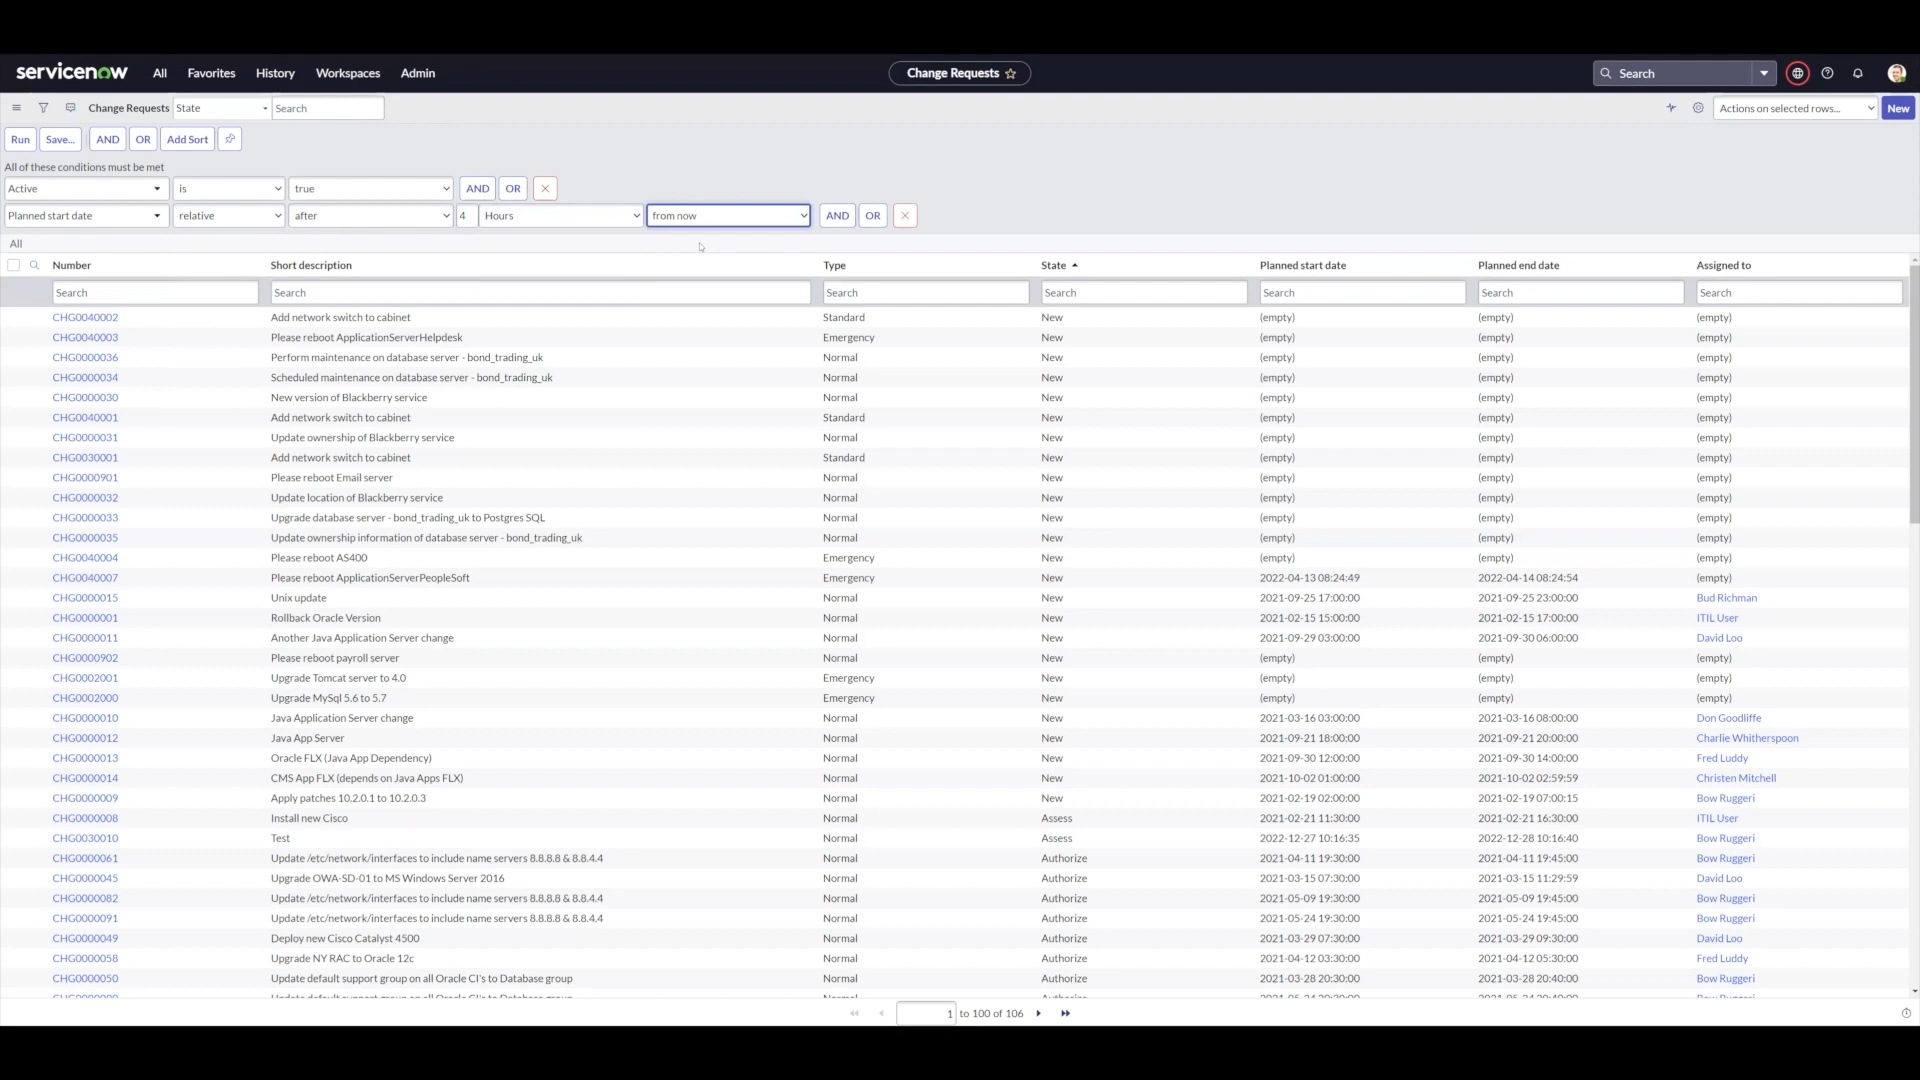 servicenow All Favorites History Workspaces Admin Change Requests Search
Change Requests State Search Actions on selected rows... New
Run Save... AND OR Add Sort
All of these conditions must be met
Active is true AND OR
Planned start date relative after 4 Hours from now AND OR
All
Number Short description Type State Planned start date Planned end date Assigned to
Search Search Search Search Search Search Search
CHG0040002 Add network switch to cabinet Standard New (empty) (empty) (empty)
CHG0040003 Please reboot ApplicationServerHelpdesk Emergency New (empty) (empty) (empty)
CHG0000036 Perform maintenance on database server - bond_trading_uk Normal New (empty) (empty) (empty)
CHG0000034 Scheduled maintenance on database server - bond_trading_uk Normal New (empty) (empty) (empty)
CHG0000030 New version of Blackberry service Normal New (empty) (empty) (empty)
CHG0040001 Add network switch to cabinet Standard New (empty) (empty) (empty)
CHG0000031 Update ownership of Blackberry service Normal New (empty) (empty) (empty)
CHG0030001 Add network switch to cabinet Standard New (empty) (empty) (empty)
CHG0000901 Please reboot Email server Normal New (empty) (empty) (empty)
CHG0000032 Update location of Blackberry service Normal New (empty) (empty) (empty)
CHG0000033 Upgrade database server - bond_trading_uk to Postgres SQL Normal New (empty) (empty) (empty)
CHG0000035 Update ownership information of database server - bond_trading_uk Normal New (empty) (empty) (empty)
CHG0040004 Please reboot AS400 Emergency New (empty) (empty) (empty)
CHG0040007 Please reboot ApplicationServerPeopleSoft Emergency New 2022-04-13 08:24:49 2022-04-14 08:24:54 (empty)
CHG0000015 Unix update Normal New 2021-09-25 17:00:00 2021-09-25 23:00:00 Bud Richman
CHG0000001 Rollback Oracle Version Normal New 2021-02-15 15:00:00 2021-02-15 17:00:00 ITIL User
CHG0000011 Another Java Application Server change Normal New 2021-09-29 03:00:00 2021-09-30 06:00:00 David Loo
CHG0000902 Please reboot payroll server Normal New (empty) (empty) (empty)
CHG0002001 Upgrade Tomcat server to 4.0 Emergency New (empty) (empty) (empty)
CHG0002000 Upgrade MySql 5.6 to 5.7 Emergency New (empty) (empty) (empty)
CHG0000010 Java Application Server change Normal New 2021-03-16 03:00:00 2021-03-16 08:00:00 Don Goodliffe
CHG0000012 Java App Server Normal New 2021-09-21 18:00:00 2021-09-21 20:00:00 Charlie Whitherspoon
CHG0000013 Oracle FLX (Java App Dependency) Normal New 2021-09-30 12:00:00 2021-09-30 14:00:00 Fred Luddy
CHG0000014 CMS App FLX (depends on Java Apps FLX) Normal New 2021-10-02 01:00:00 2021-10-02 02:59:59 Christen Mitchell
CHG0000009 Apply patches 10.2.0.1 to 10.2.0.3 Normal New 2021-02-19 02:00:00 2021-02-19 07:00:15 Bow Ruggeri
CHG0000008 Install new Cisco Normal Assess 2021-02-21 11:30:00 2021-02-21 16:30:00 ITIL User
CHG0030010 Test Normal Assess 2022-12-27 10:16:35 2022-12-28 10:16:40 Bow Ruggeri
CHG0000061 Update /etc/network/interfaces to include name servers 8.8.8.8 & 8.8.4.4 Normal Authorize 2021-04-11 19:30:00 2021-04-11 19:45:00 Bow Ruggeri
CHG0000045 Upgrade OWA-SD-01 to MS Windows Server 2016 Normal Authorize 2021-03-15 07:30:00 2021-03-15 11:29:59 David Loo
CHG0000082 Update /etc/network/interfaces to include name servers 8.8.8.8 & 8.8.4.4 Normal Authorize 2021-05-09 19:30:00 2021-05-09 19:45:00 Bow Ruggeri
CHG0000091 Update /etc/network/interfaces to include name servers 8.8.8.8 & 8.8.4.4 Normal Authorize 2021-05-24 19:30:00 2021-05-24 19:45:00 Bow Ruggeri
CHG0000049 Deploy new Cisco Catalyst 4500 Normal Authorize 2021-03-29 07:30:00 2021-03-29 09:30:00 David Loo
CHG0000058 Upgrade NY RAC to Oracle 12c Normal Authorize 2021-04-12 03:30:00 2021-04-12 05:30:00 Fred Luddy
CHG0000050 Update default support group on all Oracle CI's to Database group Normal Authorize 2021-03-28 20:30:00 2021-03-28 20:40:00 Bow Ruggeri
1 to 100 of 106